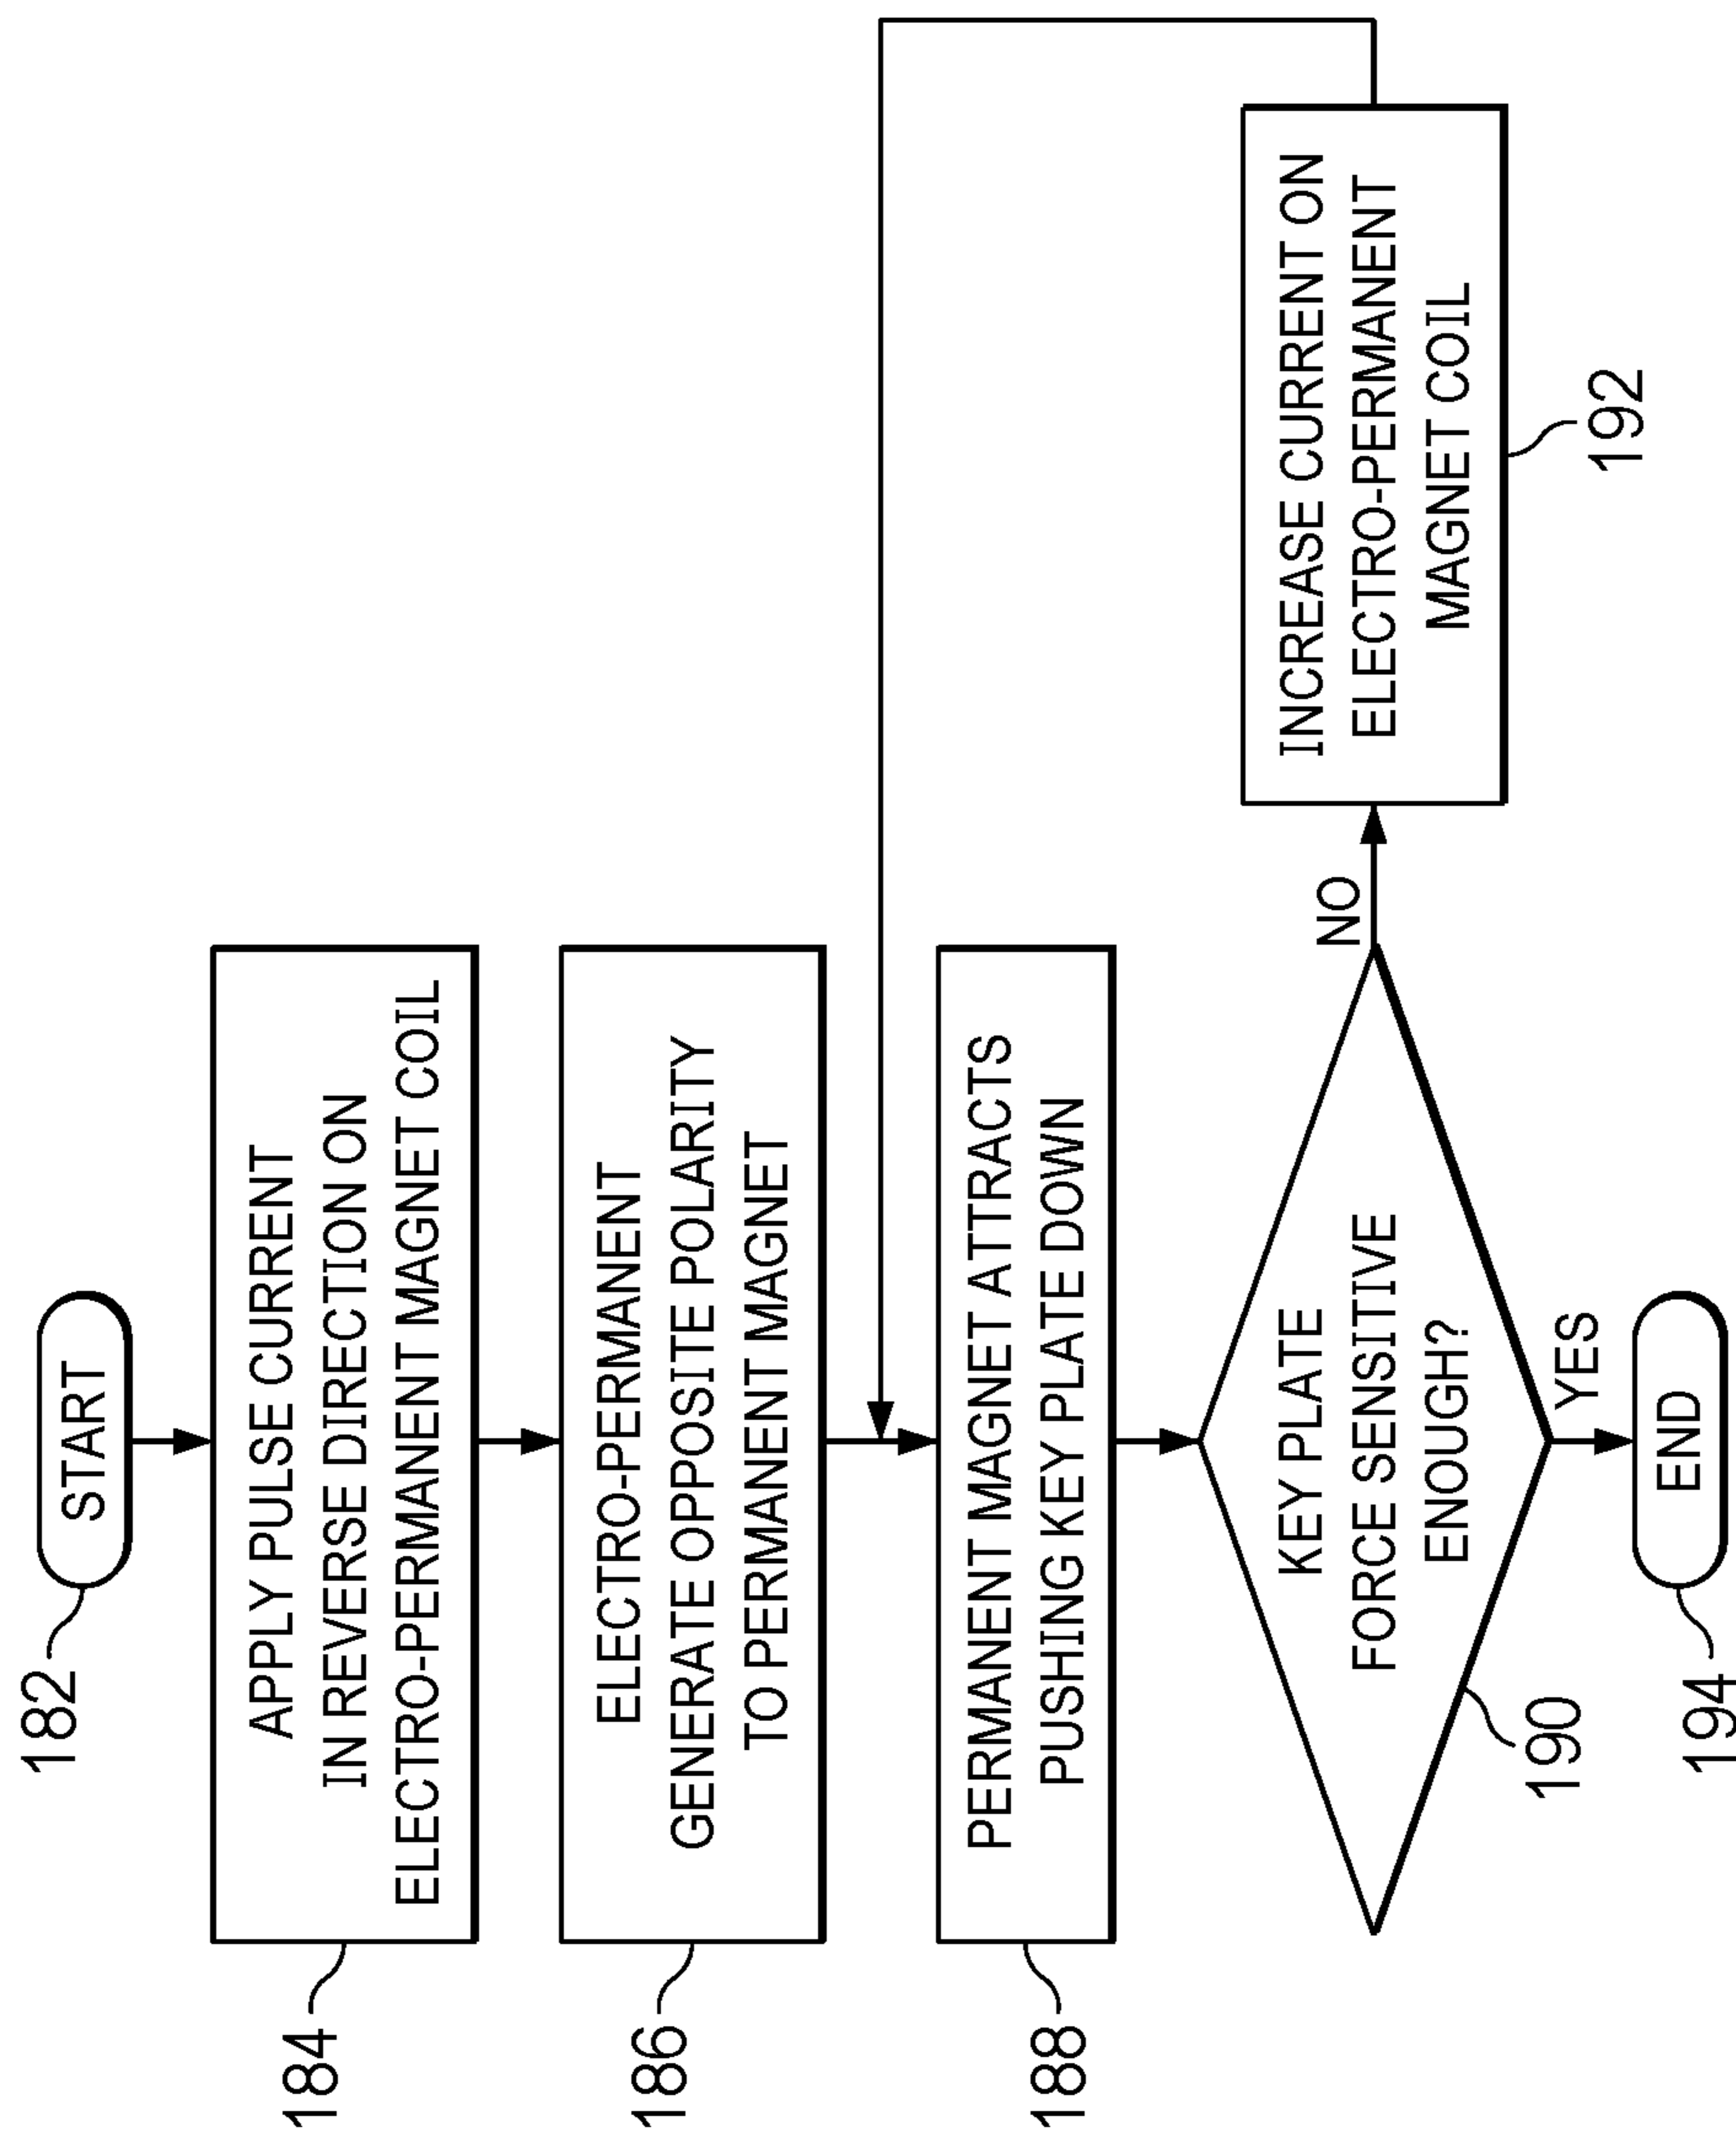 182
START
184
APPLY PULSE CURRENT
IN REVERSE DIRECTION ON
ELECTRO-PERMANENT MAGNET COIL
186
ELECTRO-PERMANENT
GENERATE OPPOSITE POLARITY
TO PERMANENT MAGNET
188
PERMANENT MAGNET ATTRACTS
PUSHING KEY PLATE DOWN
190
KEY PLATE
FORCE SENSITIVE
ENOUGH?
NO
INCREASE CURRENT ON
ELECTRO-PERMANENT
MAGNET COIL
192
YES
194
END